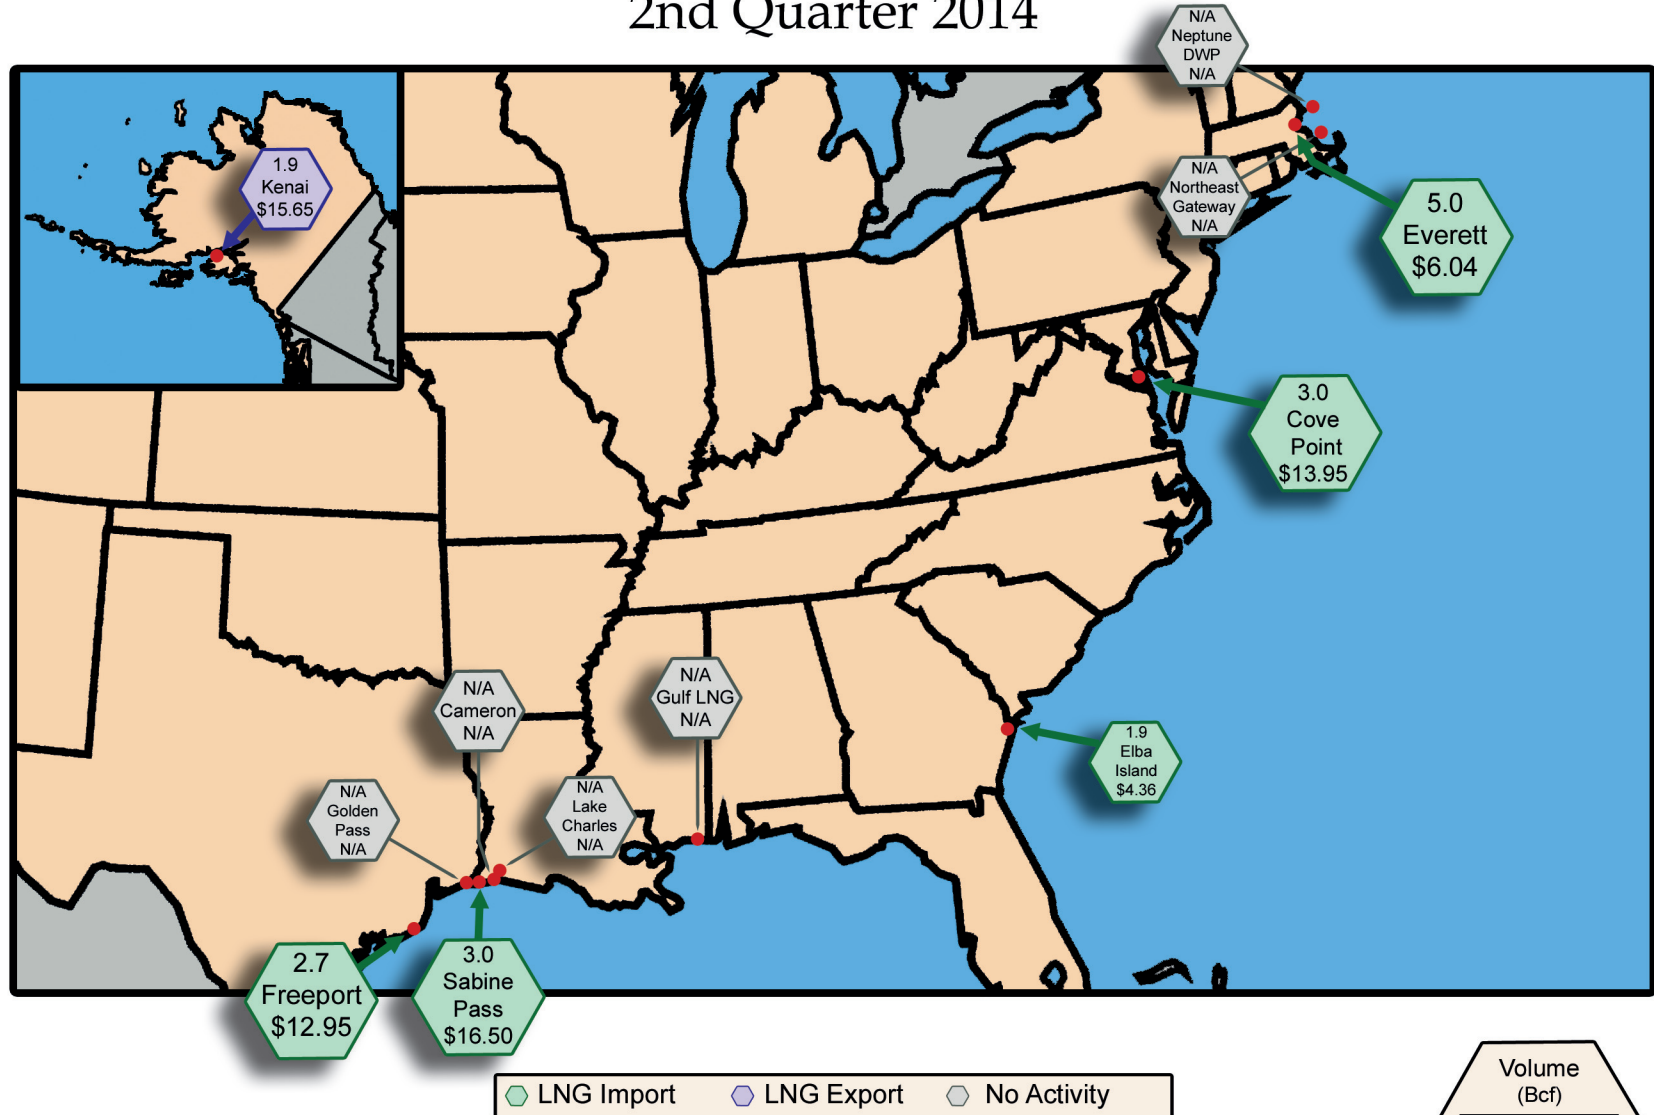 2nd Quarter 2014
N/A
Neptune
DWP
N/A
1.9
Kenai
$15.65
N/A
Northeast
Gateway
N/A
5.0
Everett
$6.04
3.0
Cove
Point
$13.95
N/A
Cameron
N/A
N/A
Gulf LNG
N/A
1.9
Elba
Island
$4.36
N/A
Golden
Pass
N/A
N/A
Lake
Charles
N/A
2.7
Freeport
$12.95
3.0
Sabine
Pass
$16.50
LNG Import
LNG Export
No Activity
Volume
(Bcf)